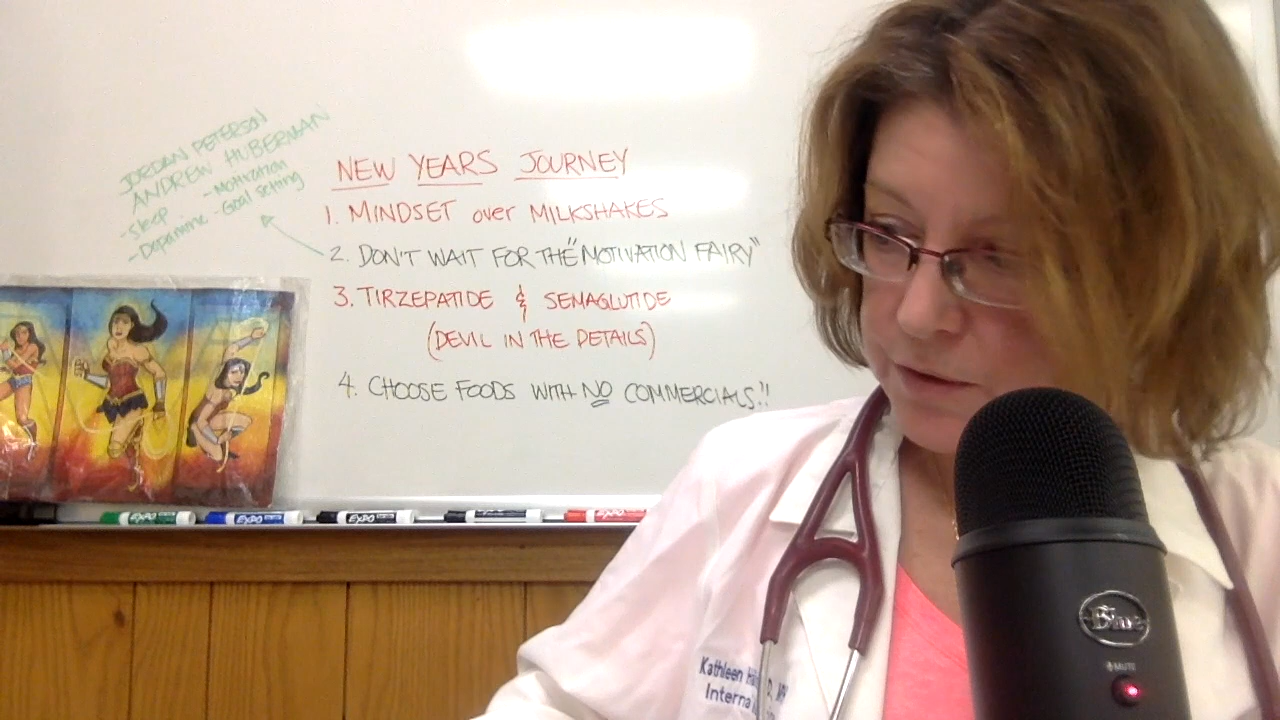 JORDAN PETERSON
ANDREW HUBERMAN
- Motivation
- Sleep
- Goal setting
- Dopamine
NEW YEARS JOURNEY
1. MINDSET over MILKSHAKES
2. DON'T WAIT FOR THE "MOTIVATION FAIRY"
3. TIRZEPATIDE & SEMAGLUTIDE
(DEVIL IN THE DETAILS)
4. CHOOSE FOODS WITH NO COMMERCIALS!!
EXPO
EXPO
EXPO
EXPO
EXPO
Kathleen
Interna
Blue
MUTE